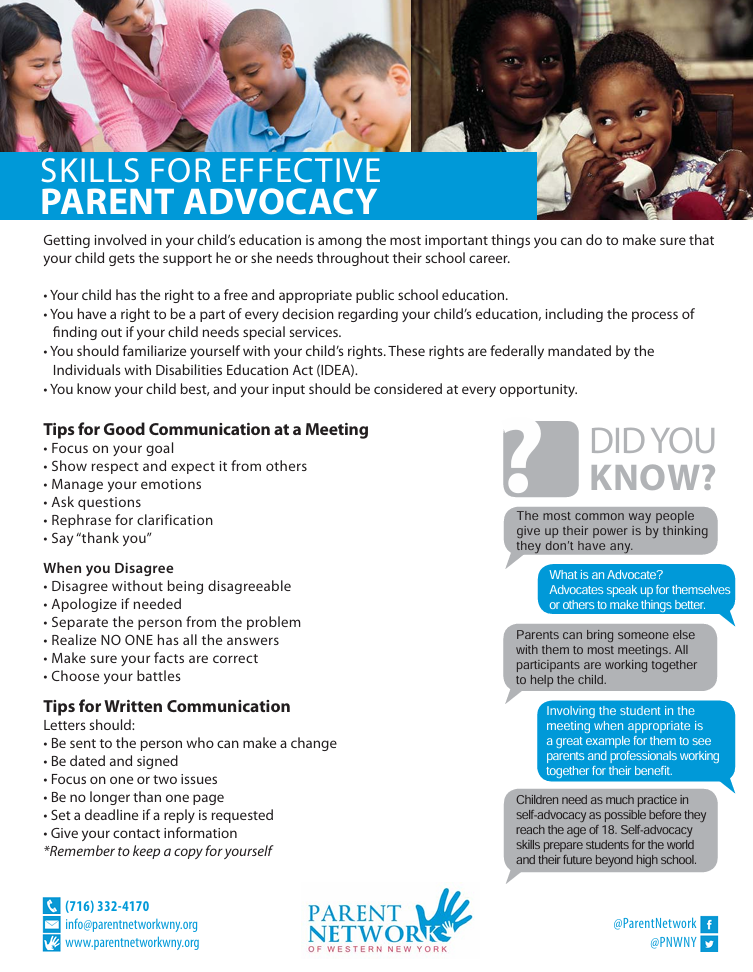 SKILLS FOR EFFECTIVE
PARENT ADVOCACY
Getting involved in your child’s education is among the most important things you can do to make sure that
your child gets the support he or she needs throughout their school career.
• Your child has the right to a free and appropriate public school education.
• You have a right to be a part of every decision regarding your child’s education, including the process of
finding out if your child needs special services.
• You should familiarize yourself with your child’s rights. These rights are federally mandated by the
Individuals with Disabilities Education Act (IDEA).
• You know your child best, and your input should be considered at every opportunity.
Tips for Good Communication at a Meeting
• Focus on your goal
• Show respect and expect it from others
• Manage your emotions
• Ask questions
• Rephrase for clarification
• Say “thank you”
When you Disagree
• Disagree without being disagreeable
• Apologize if needed
• Separate the person from the problem
• Realize NO ONE has all the answers
• Make sure your facts are correct
• Choose your battles
Tips for Written Communication
Letters should:
• Be sent to the person who can make a change
• Be dated and signed
• Focus on one or two issues
• Be no longer than one page
• Set a deadline if a reply is requested
• Give your contact information
*Remember to keep a copy for yourself
?
DID YOU
KNOW?
The most common way people
give up their power is by thinking
they don’t have any.
What is an Advocate?
Advocates speak up for themselves
or others to make things better.
Parents can bring someone else
with them to most meetings. All
participants are working together
to help the child.
Involving the student in the
meeting when appropriate is
a great example for them to see
parents and professionals working
together for their benefit.
Children need as much practice in
self-advocacy as possible before they
reach the age of 18. Self-advocacy
skills prepare students for the world
and their future beyond high school.
(716) 332-4170
info@parentnetworkwny.org
www.parentnetworkwny.org
PARENT
NETWORK
OF WESTERN NEW YORK
@ParentNetwork
@PNWNY